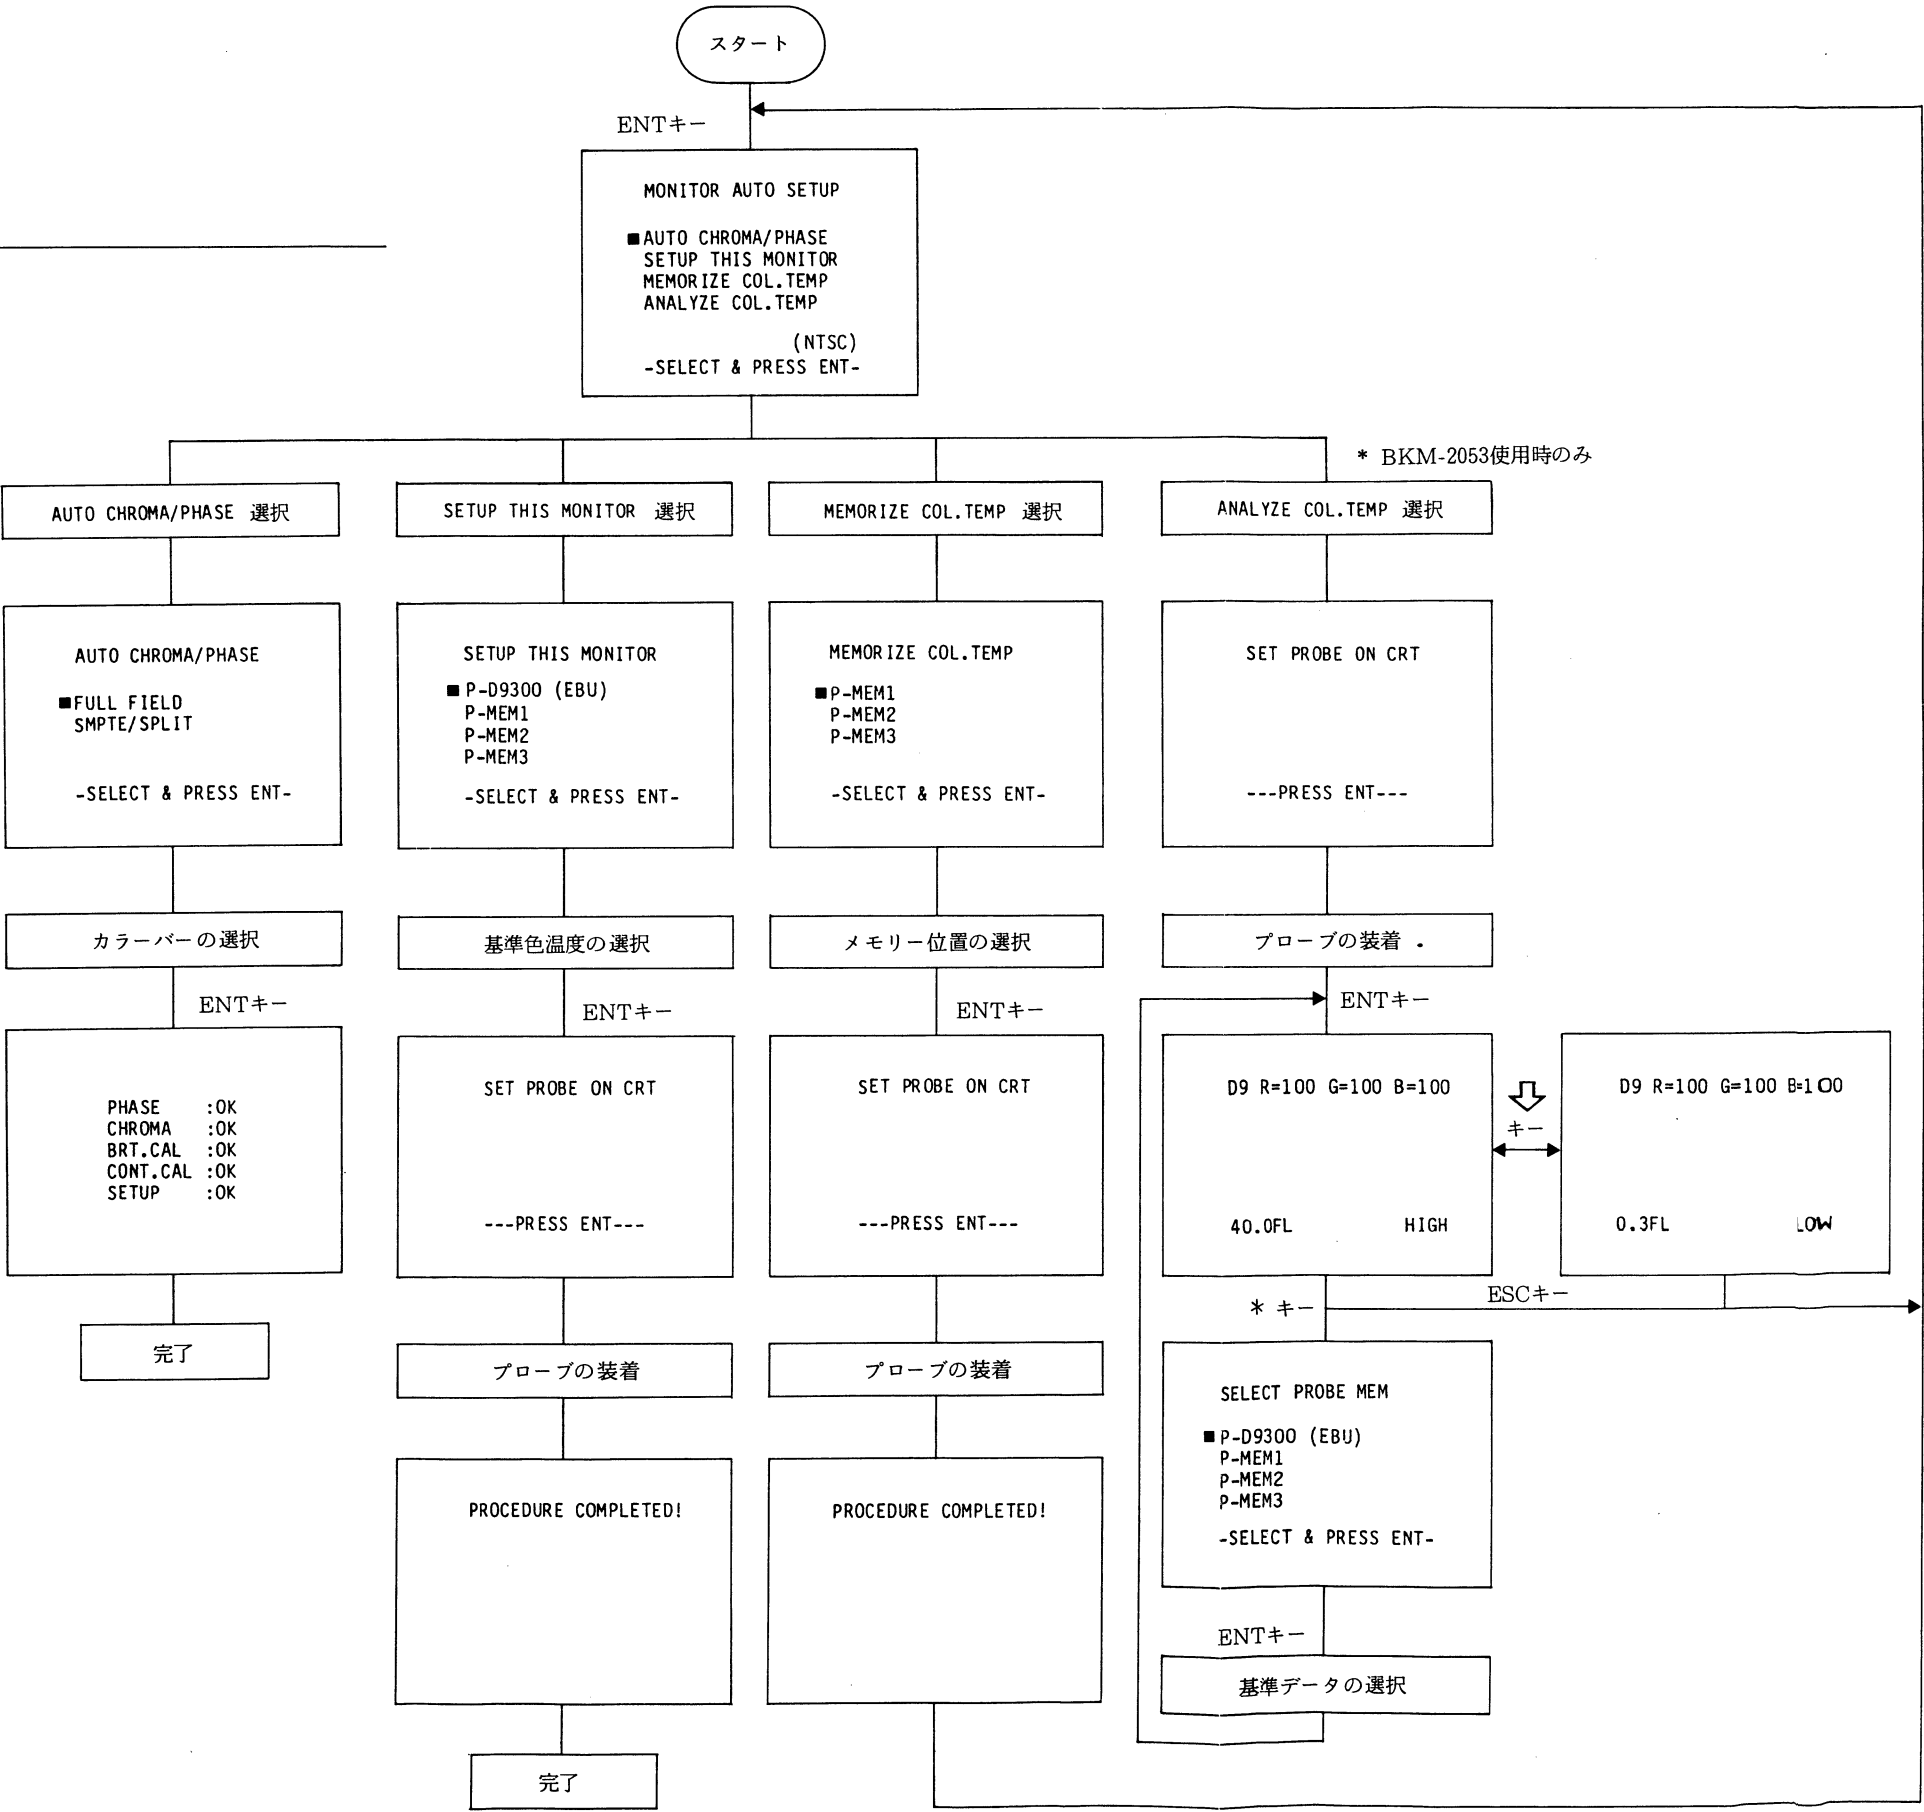 スタート
ENTキー
MONITOR AUTO SETUP
■AUTO CHROMA/PHASE
SETUP THIS MONITOR
MEMORIZE COL.TEMP
ANALYZE COL.TEMP
(NTSC)
-SELECT & PRESS ENT-
* BKM-2053使用時のみ
AUTO CHROMA/PHASE 選択
SETUP THIS MONITOR 選択
MEMORIZE COL.TEMP 選択
ANALYZE COL.TEMP 選択
AUTO CHROMA/PHASE
■FULL FIELD
SMPTE/SPLIT
-SELECT & PRESS ENT-
SETUP THIS MONITOR
■P-D9300 (EBU)
P-MEM1
P-MEM2
P-MEM3
-SELECT & PRESS ENT-
MEMORIZE COL.TEMP
■P-MEM1
P-MEM2
P-MEM3
-SELECT & PRESS ENT-
SET PROBE ON CRT
---PRESS ENT---
カラーバーの選択
基準色温度の選択
メモリー位置の選択
プローブの装着
ENTキー
ENTキー
ENTキー
ENTキー
PHASE :OK
CHROMA :OK
BRT.CAL :OK
CONT.CAL :OK
SETUP :OK
SET PROBE ON CRT
---PRESS ENT---
SET PROBE ON CRT
---PRESS ENT---
D9 R=100 G=100 B=100
40.0FL HIGH
キー
D9 R=100 G=100 B=100
0.3FL LOW
ESCキー
* キー
完了
プローブの装着
プローブの装着
SELECT PROBE MEM
■P-D9300 (EBU)
P-MEM1
P-MEM2
P-MEM3
-SELECT & PRESS ENT-
PROCEDURE COMPLETED!
PROCEDURE COMPLETED!
ENTキー
基準データの選択
完了